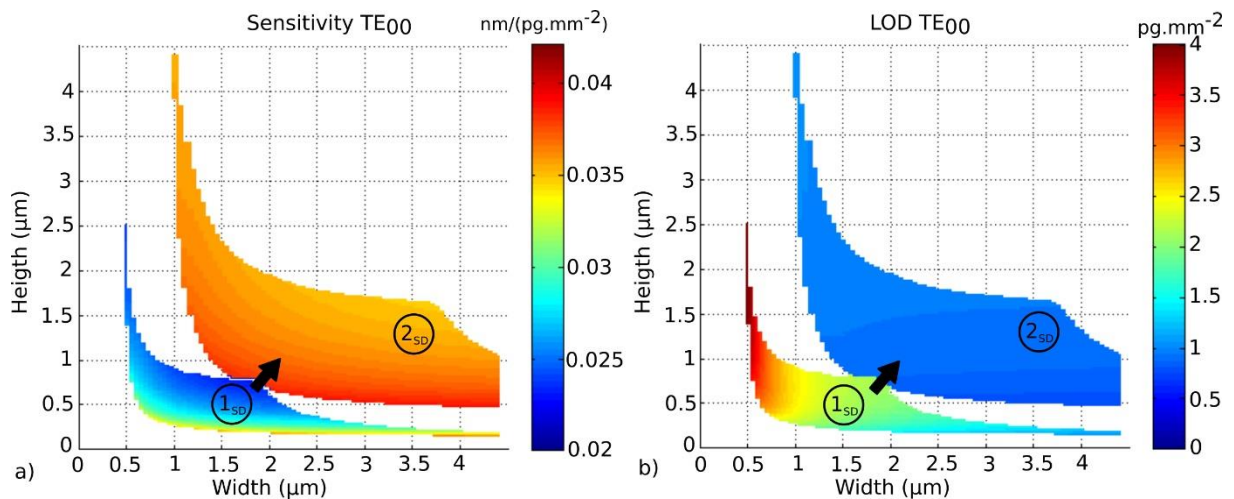 Sensitivity TE00 nm/(pg.mm-2)
4
3.5
3
2.5
2
1.5
1
0.5
0
Heigth (µm)
0 0.5 1 1.5 2 2.5 3 3.5 4
Width (µm)
0.04
0.035
0.03
0.025
0.02
1SD
2SD
a)
LOD TE00 pg.mm-2
4
3.5
3
2.5
2
1.5
1
0.5
0
Heigth (µm)
0 0.5 1 1.5 2 2.5 3 3.5 4
Width (µm)
4
3.5
3
2.5
2
1.5
1
5
0
1SD
2SD
b)